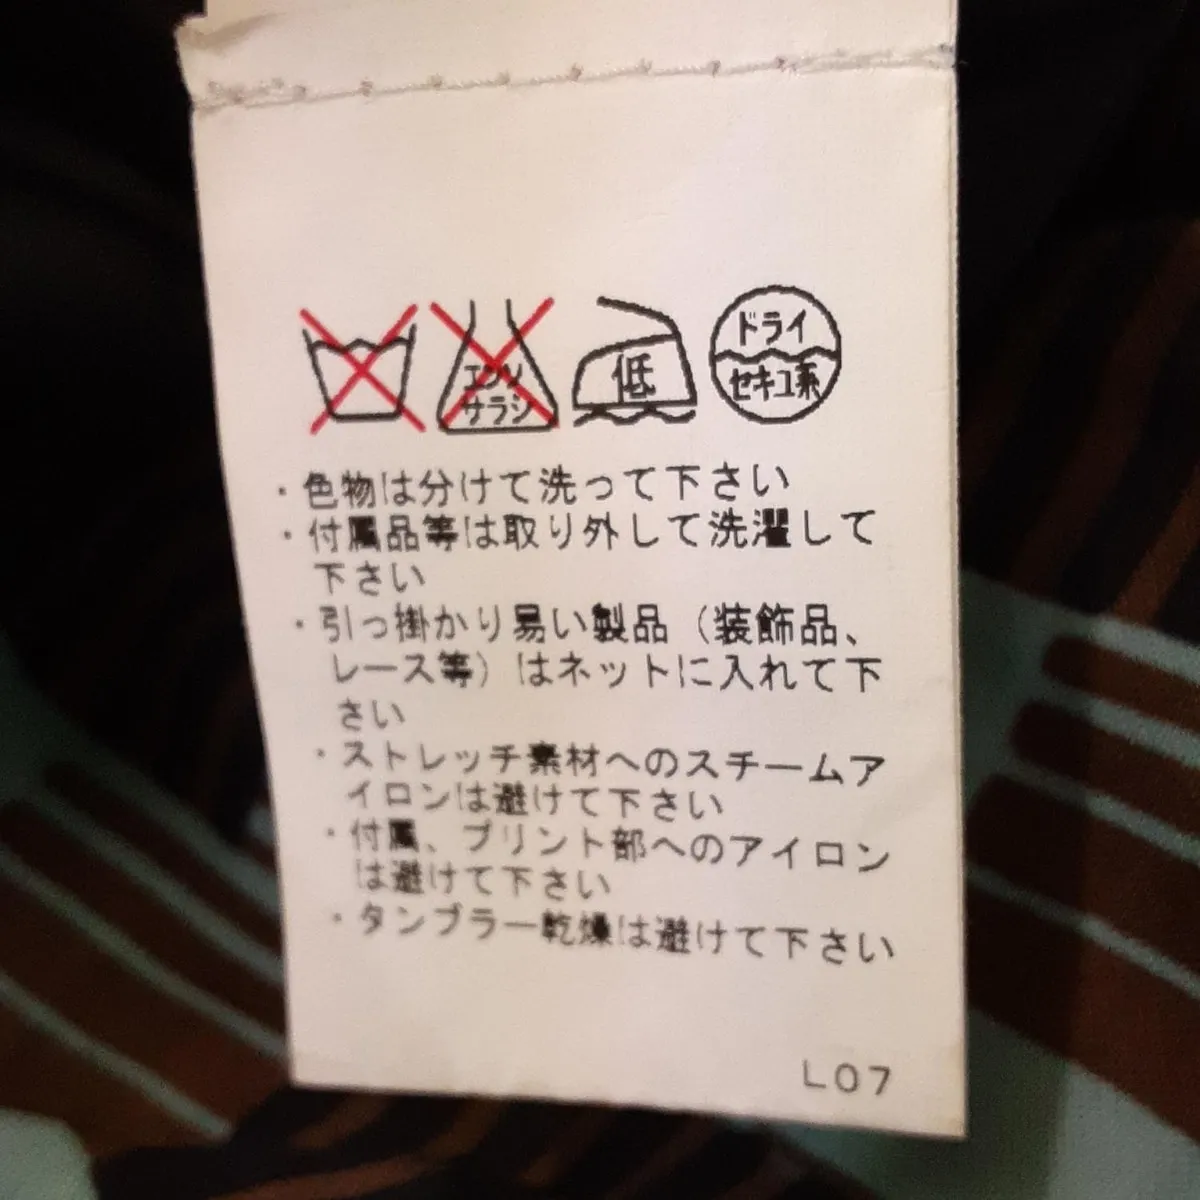 エンソ
サラシ
低
ドライ
セキユ系
・色物は分けて洗って下さい
・付属品等は取り外して洗濯して
下さい
・引っ掛かり易い製品（装飾品、
レース等）はネットに入れて下
さい
・ストレッチ素材へのスチームア
イロンは避けて下さい
・付属、プリント部へのアイロン
は避けて下さい
・タンブラー乾燥は避けて下さい
L07